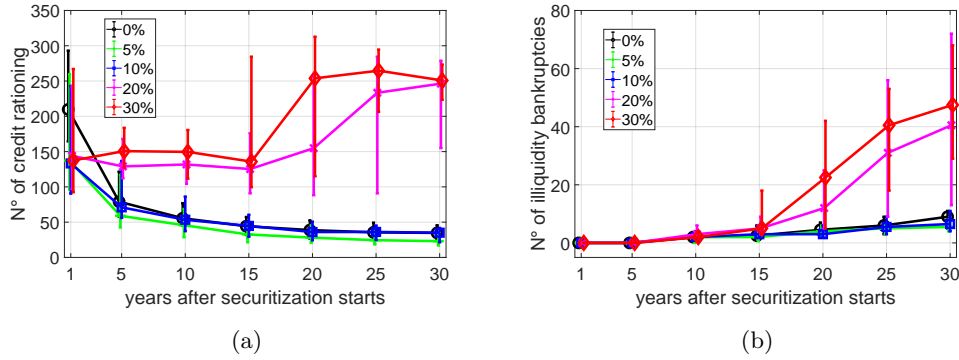 350
300
250
200
150
100
50
0
N° of credit rationing
0%
5%
10%
20%
30%
1 5 10 15 20 25 30
years after securitization starts
(a)
80
60
40
20
0
N° of illiquidity bankruptcies
0%
5%
10%
20%
30%
1 5 10 15 20 25 30
years after securitization starts
(b)